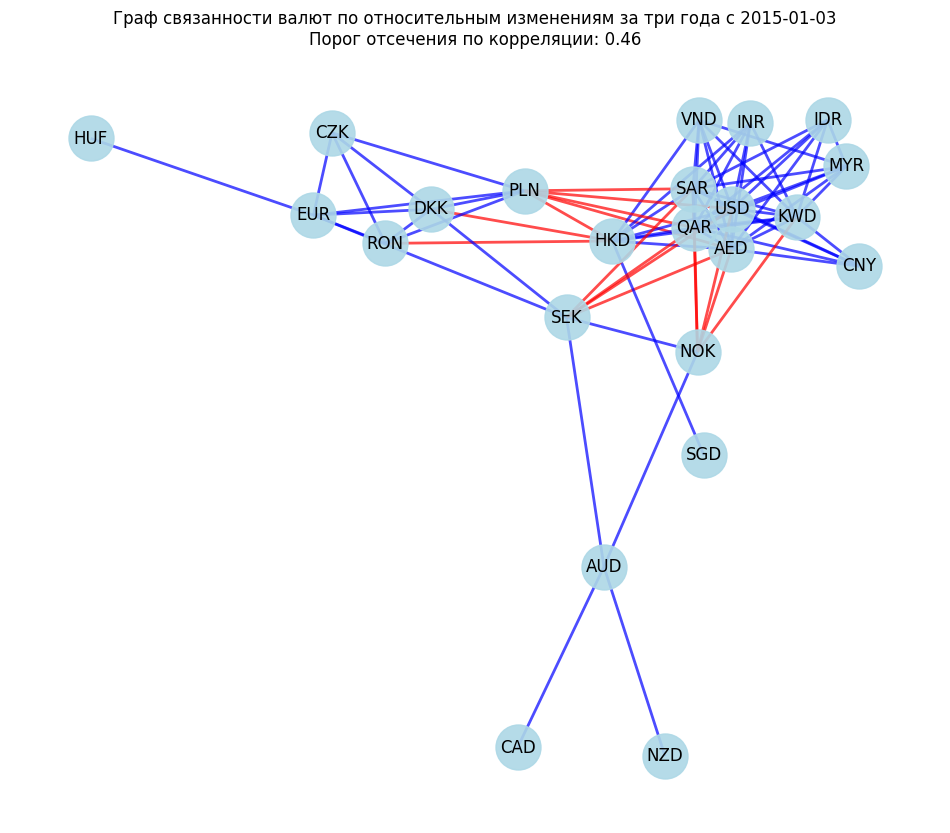 Граф связанности валют по относительным изменениям за три года с 2015-01-03
Порог отсечения по корреляции: 0.46
VND
INR
IDR
HUF
CZK
MYR
PLN
SAR
EUR
DKK
USD
KWD
RON
HKD
QAR
AED
CNY
SEK
NOK
SGD
AUD
CAD
NZD